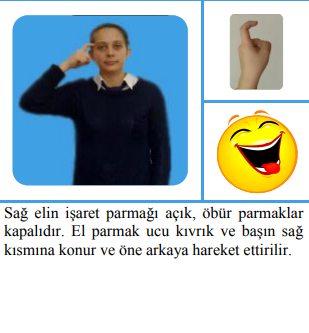 Sağ elin işaret parmağı açık, öbür parmaklar
kapalıdır. El parmak ucu kıvrık ve başın sağ
kısmına konur ve öne arkaya hareket ettirilir.